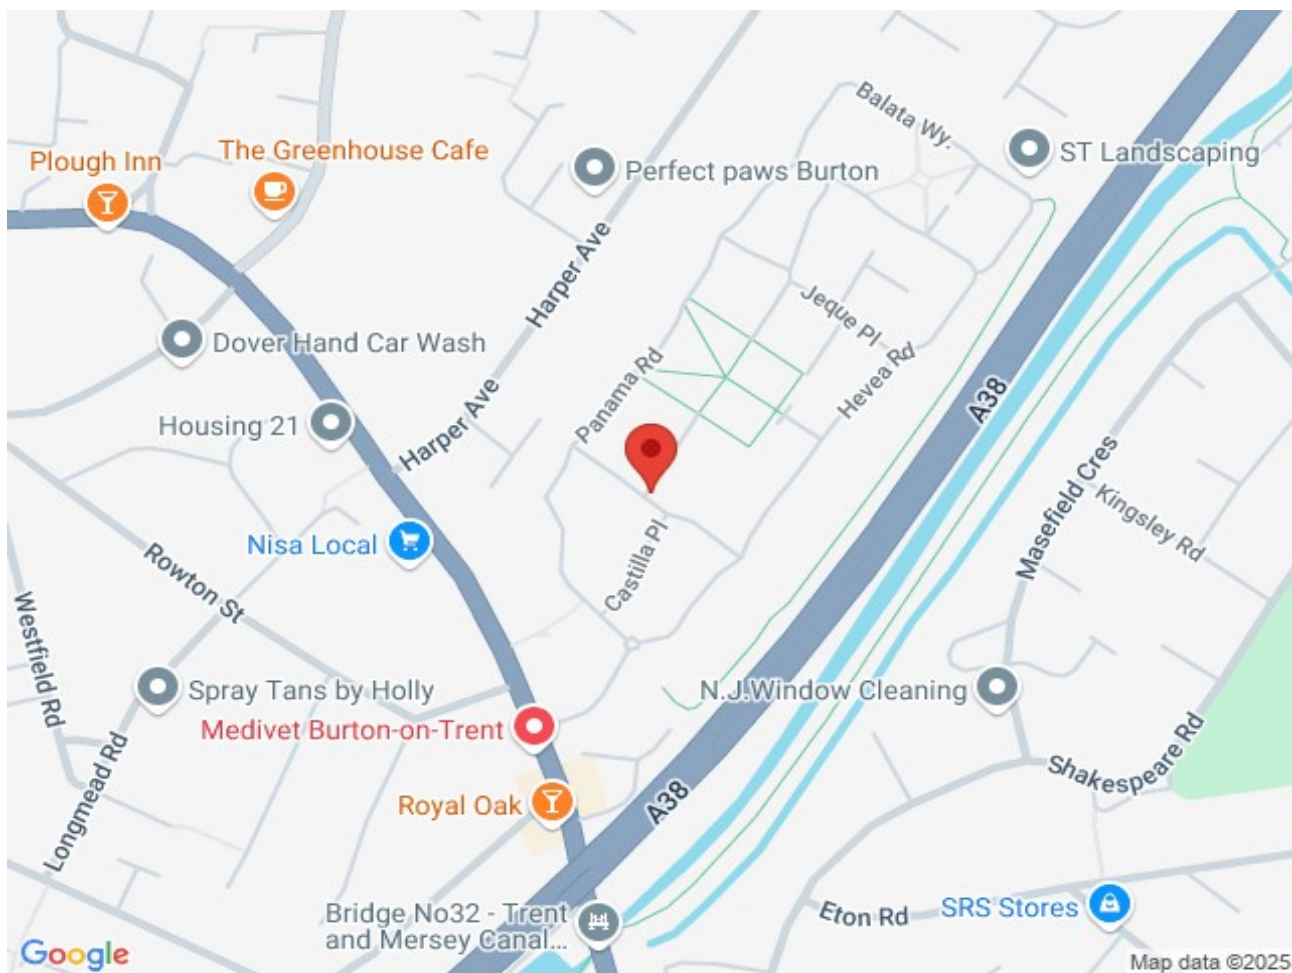 Balata Wy.
The Greenhouse Cafe
ST Landscaping
Plough Inn
Perfect paws Burton
Harper Ave
Jeque Pl
Dover Hand Car Wash
Panama Rd
Hevea Rd
A38
Housing 21
Harper Ave
Masefield Cres
Kingsley Rd
Nisa Local
Castilla Pl
Rowton St
Westfield Rd
Spray Tans by Holly
N.J.Window Cleaning
Medivet Burton-on-Trent
Longmead Rd
Shakespeare Rd
Royal Oak
A38
Bridge No32 - Trent
and Mersey Canal...
Eton Rd
SRS Stores
Google
Map data ©2025